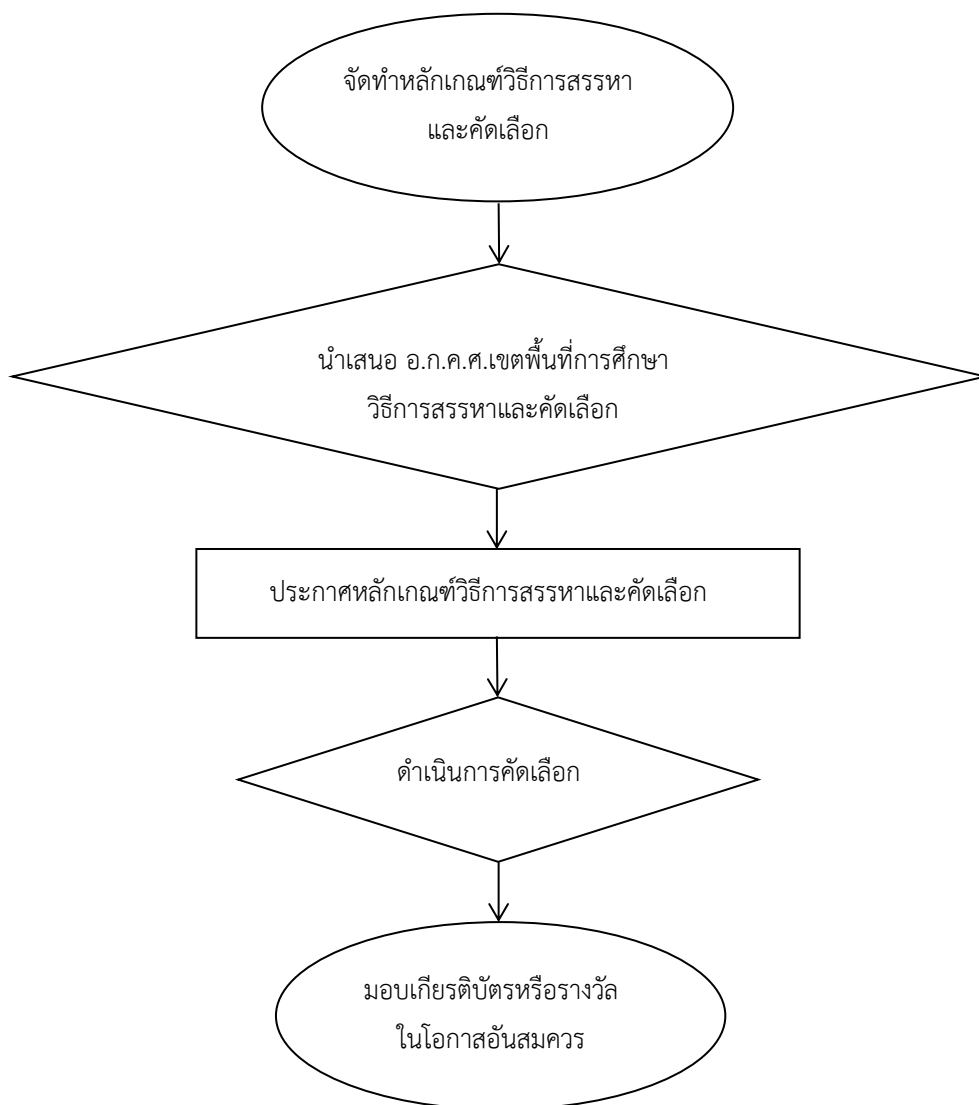 จัดทำหลักเกณฑ์วิธีการสรรหา
และคัดเลือก
นำเสนอ อ.ก.ค.ศ.เขตพื้นที่การศึกษา
วิธีการสรรหาและคัดเลือก
ประกาศหลักเกณฑ์วิธีการสรรหาและคัดเลือก
ดำเนินการคัดเลือก
มอบเกียรติบัตรหรือรางวัล
ในโอกาสอันสมควร